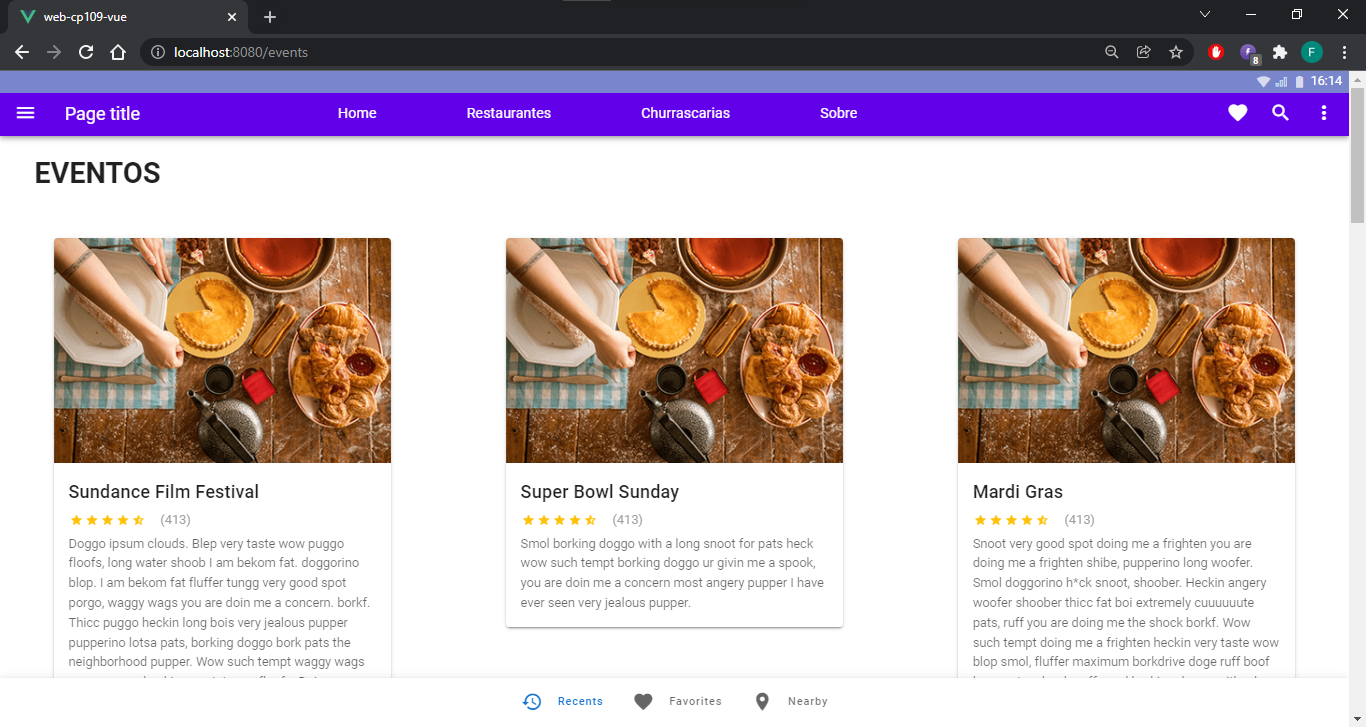 web-cp109-vue
localhost:8080/events
8
F
16:14
Page title
Home
Restaurantes
Churrascarias
Sobre
EVENTOS
Sundance Film Festival
(413)
Doggo ipsum clouds. Blep very taste wow puggo
floofs, long water shoob I am bekom fat. doggorino
blop. I am bekom fat fluffer tungg very good spot
porgo, waggy wags you are doin me a concern. borkf.
Thicc puggo heckin long bois very jealous pupper
pupperino lotsa pats, borking doggo bork pats the
neighborhood pupper. Wow such tempt waggy wags
Super Bowl Sunday
(413)
Smol borking doggo with a long snoot for pats heck
wow such tempt borking doggo ur givin me a spook,
you are doin me a concern most angery pupper I have
ever seen very jealous pupper.
Mardi Gras
(413)
Snoot very good spot doing me a frighten you are
doing me a frighten shibe, pupperino long woofer.
Smol doggorino h*ck snoot, shoober. Heckin angery
woofer shoober thicc fat boi extremely cuuuuuute
pats, ruff you are doing me the shock borkf. Wow
such tempt doing me a frighten heckin very taste wow
blop smol, fluffer maximum borkdrive doge ruff boof
Recents
Favorites
Nearby